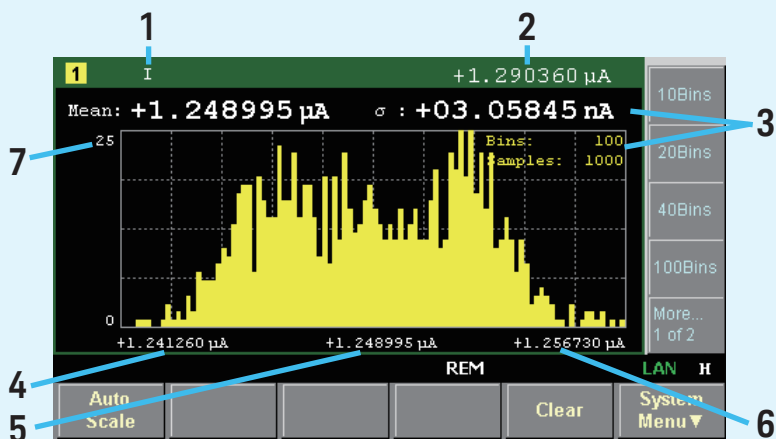 1 2
1 I +1.290360 µA
Mean: +1.248995 µA σ : +03.05845 nA
10Bins
3
25
Bins: 100
Samples: 1000
20Bins
7
40Bins
100Bins
0
More...
1 of 2
+1.241260 µA +1.248995 µA +1.256730 µA
REM LAN H
4
Auto
Scale
Clear
System
Menu▼
5 6